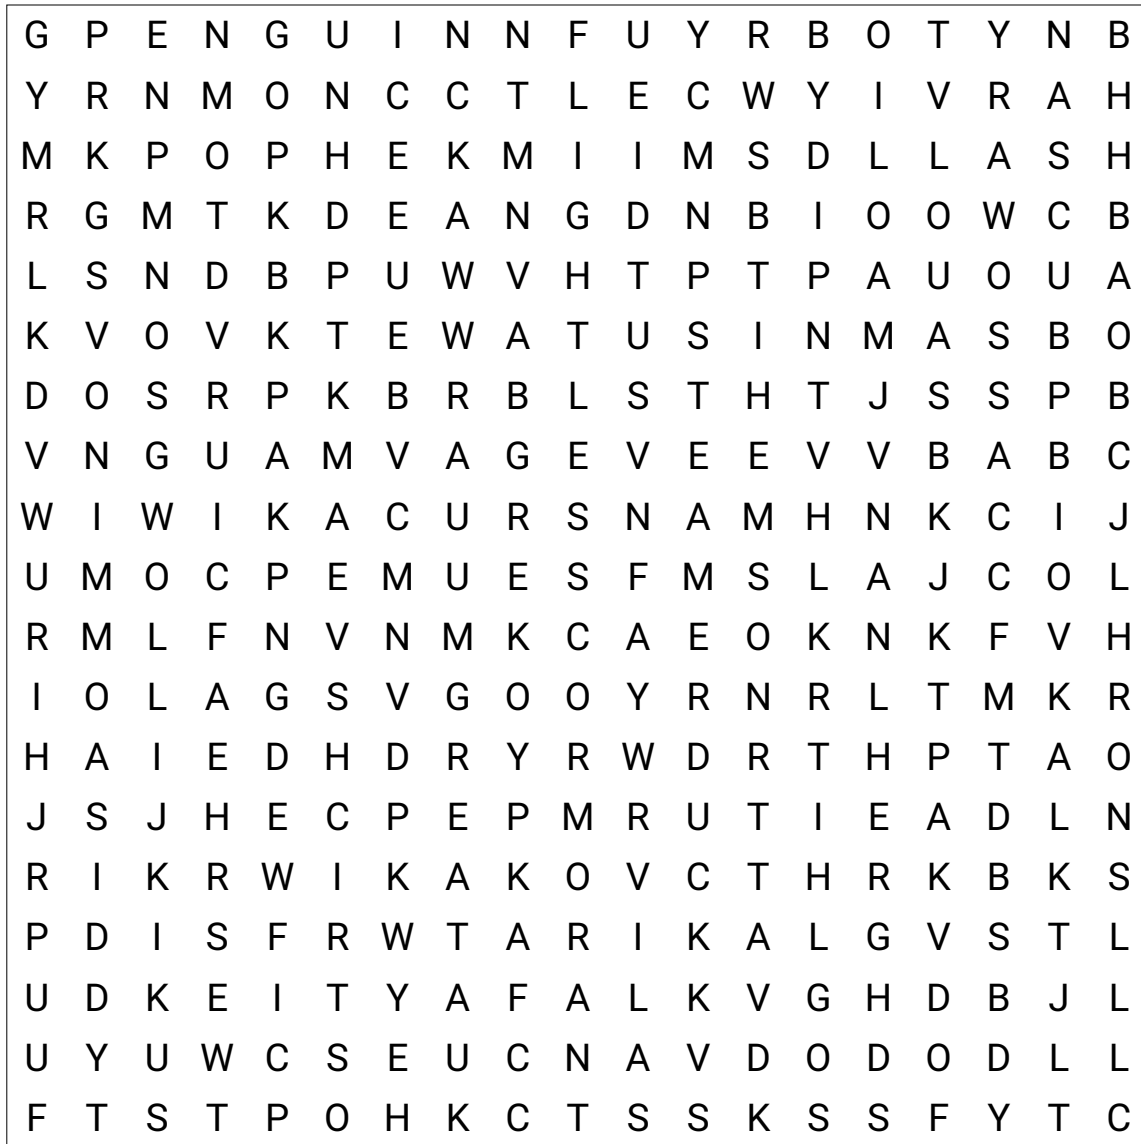 G P E N G U I N N F U Y R B O T Y N B
Y R N M O N C C T L E C W Y I V R A H
M K P O P H E K M I I M S D L L A S H
R G M T K D E A N G D N B I O O W C B
L S N D B P U W V H T P T P A U O U A
K V O V K T E W A T U S I N M A S B O
D O S R P K B R B L S T H T J S S P B
V N G U A M V A G E V E E V V B A B C
W I W I K A C U R S N A M H N K C I J
U M O C P E M U E S F M S L A J C O L
R M L F N V N M K C A E O K N K F V H
I O L A G S V G O O Y R N R L T M K R
H A I E D H D R Y R W D R T H P T A O
J S J H E C P E P M R U T I E A D L N
R I K R W I K A K O V C T H R K B K S
P D I S F R W T A R I K A L G V S T L
U D K E I T Y A F A L K V G H D B J L
U Y U W C S E U C N A V D O D O D L L
F T S T P O H K C T S S K S S F Y T C